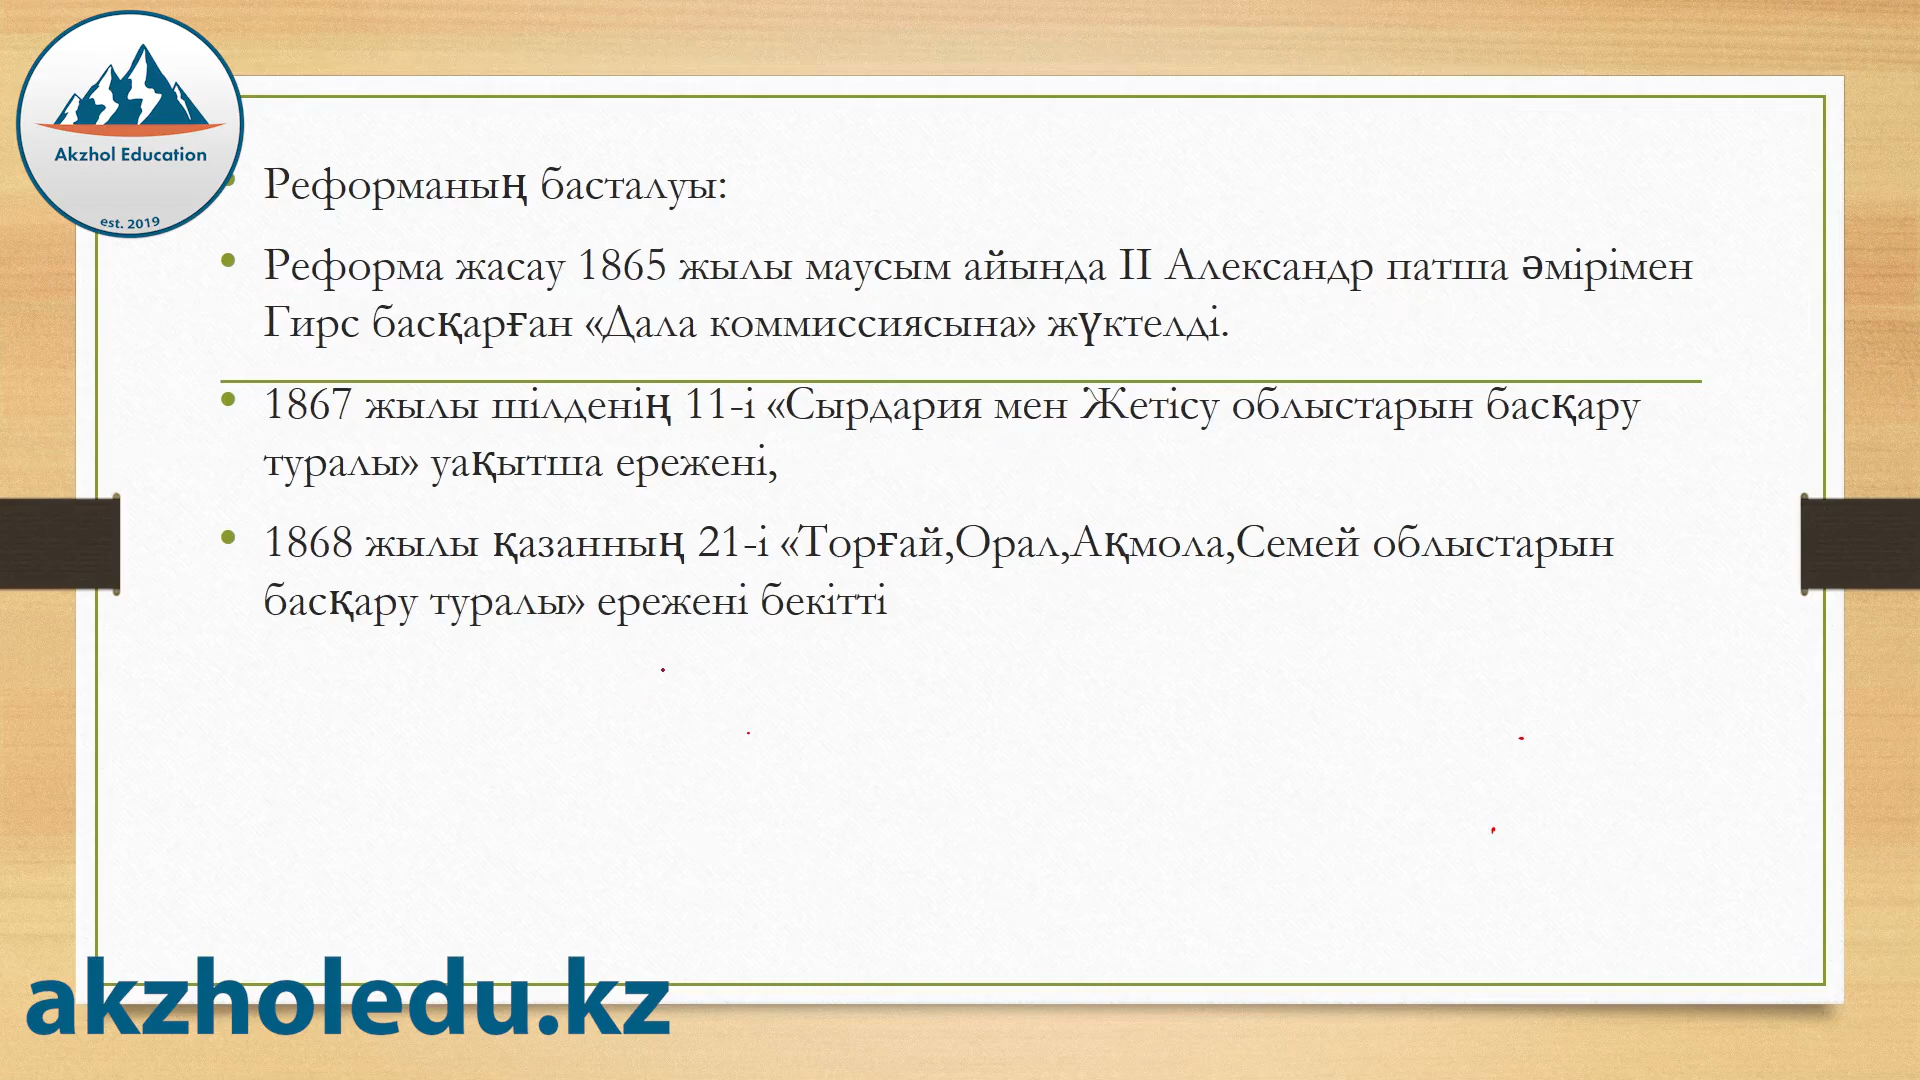 Akzhol Education
est. 2019
Реформаның басталуы:
Реформа жасау 1865 жылы маусым айында II Александр патша әмірімен
Гирс басқарған «Дала коммиссиясына» жүктелді.
1867 жылы шілденің 11-і «Сырдария мен Жетісу облыстарын басқару
туралы» уақытша ережені,
1868 жылы қазанның 21-і «Торғай,Орал,Ақмола,Семей облыстарын
басқару туралы» ережені бекітті
akzholedu.kz